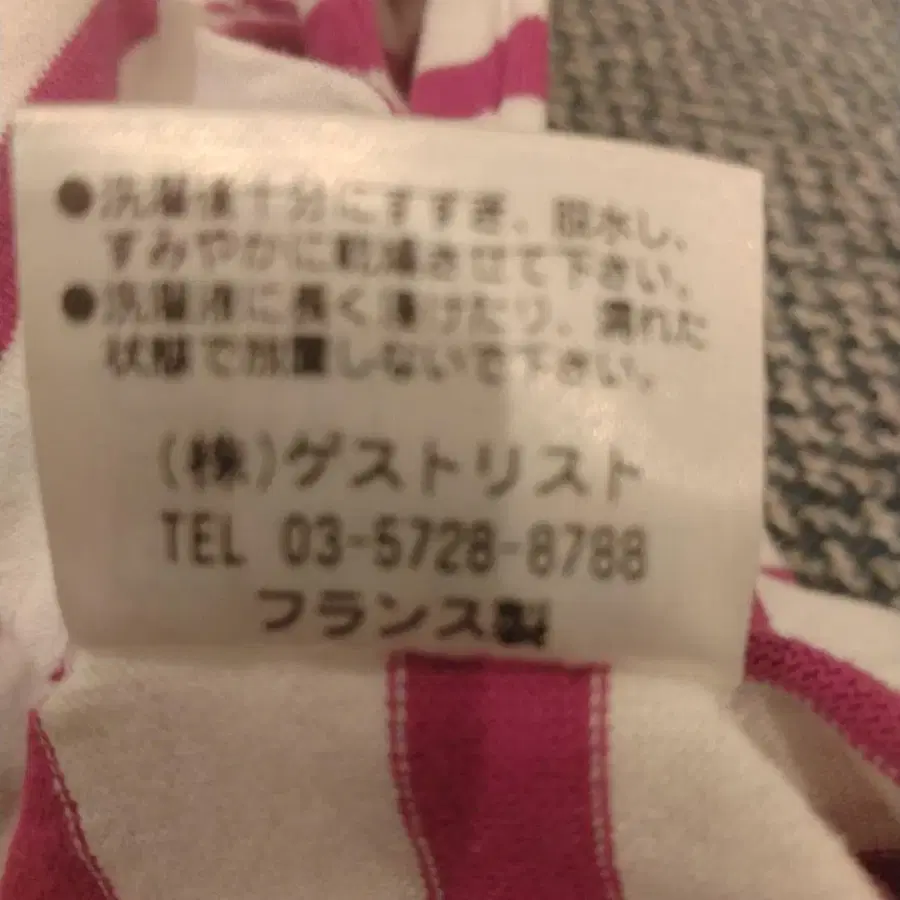 ●洗濯後十分にすすぎ、脱水し、
すみやかに乾燥させて下さい。
●洗濯液に長く漬けたり、濡れた
状態で放置しないで下さい。
(株)ゲストリスト
TEL 03-5728-8788
フランス製